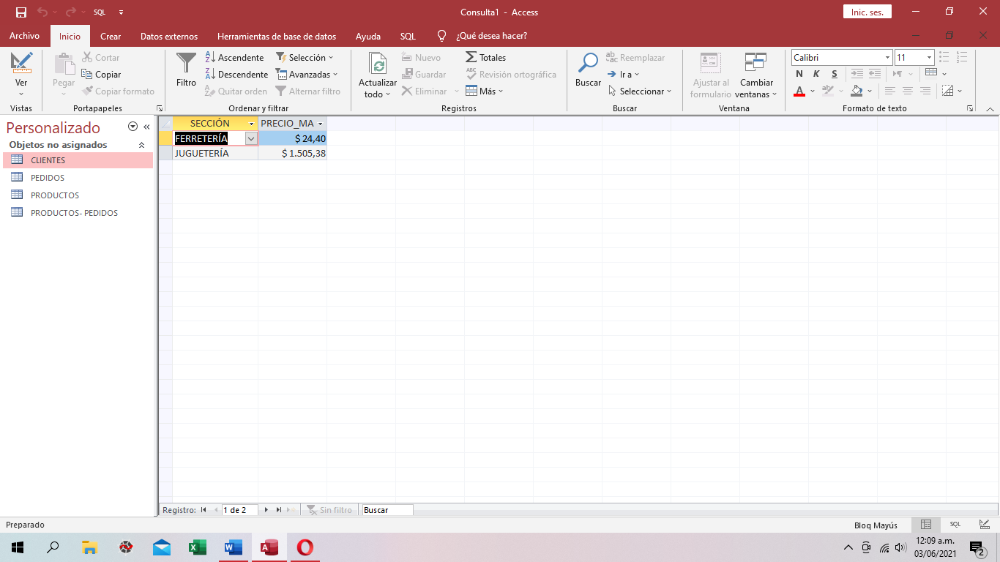 SQL
Consulta1 - Access
Inic. ses.
Archivo Inicio Crear Datos externos Herramientas de base de datos Ayuda SQL ¿Qué desea hacer?
Ver
Vistas
Pegar
Cortar
Copiar
Copiar formato
Portapapeles
Filtro
Ascendente
Descendente
Quitar orden
Selección
Avanzadas
Alternar filtro
Ordenar y filtrar
Actualizar
todo
Nuevo
Guardar
Eliminar
Totales
Revisión ortográfica
Más
Registros
Buscar
Reemplazar
Ir a
Seleccionar
Buscar
Ajustar al
formulario
Cambiar
ventanas
Ventana
Calibri 11
N K S
A
Formato de texto
Personalizado
Objetos no asignados
CLIENTES
PEDIDOS
PRODUCTOS
PRODUCTOS- PEDIDOS
SECCIÓN PRECIO_MA
FERRETERÍA $ 24,40
JUGUETERÍA $ 1.505,38
Registro: 1 de 2 Sin filtro Buscar
Preparado
Bloq Mayús
SQL
12:09 a.m.
03/06/2021
2